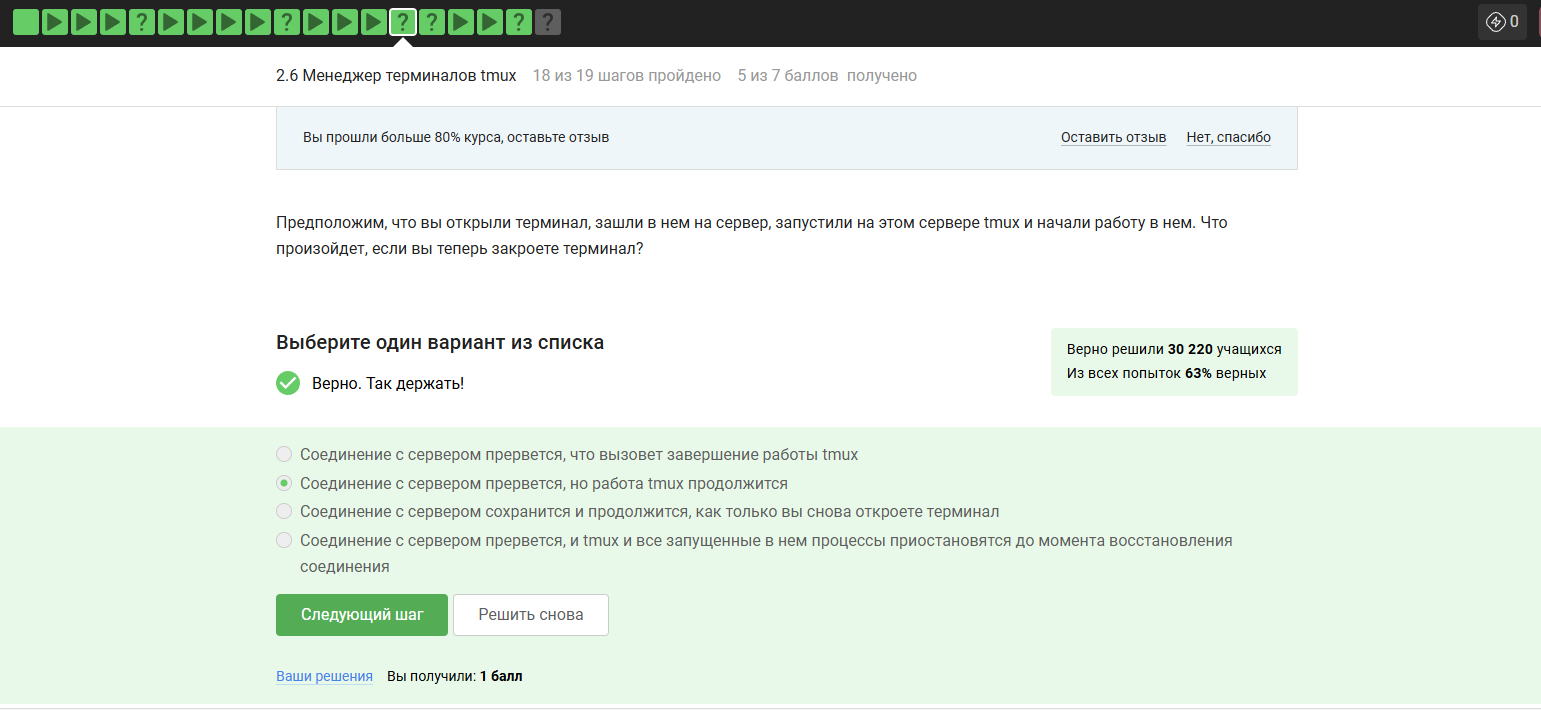 ? ? ? ? ? ?
0
2.6 Менеджер терминалов tmux 18 из 19 шагов пройдено 5 из 7 баллов получено
Вы прошли больше 80% курса, оставьте отзыв Оставить отзыв Нет, спасибо
Предположим, что вы открыли терминал, зашли в нем на сервер, запустили на этом сервере tmux и начали работу в нем. Что
произойдет, если вы теперь закроете терминал?
Выберите один вариант из списка
Верно. Так держать!
Верно решили 30 220 учащихся
Из всех попыток 63% верных
Соединение с сервером прервется, что вызовет завершение работы tmux
Соединение с сервером прервется, но работа tmux продолжится
Соединение с сервером сохранится и продолжится, как только вы снова откроете терминал
Соединение с сервером прервется, и tmux и все запущенные в нем процессы приостановятся до момента восстановления
соединения
Следующий шаг Решить снова
Ваши решения Вы получили: 1 балл